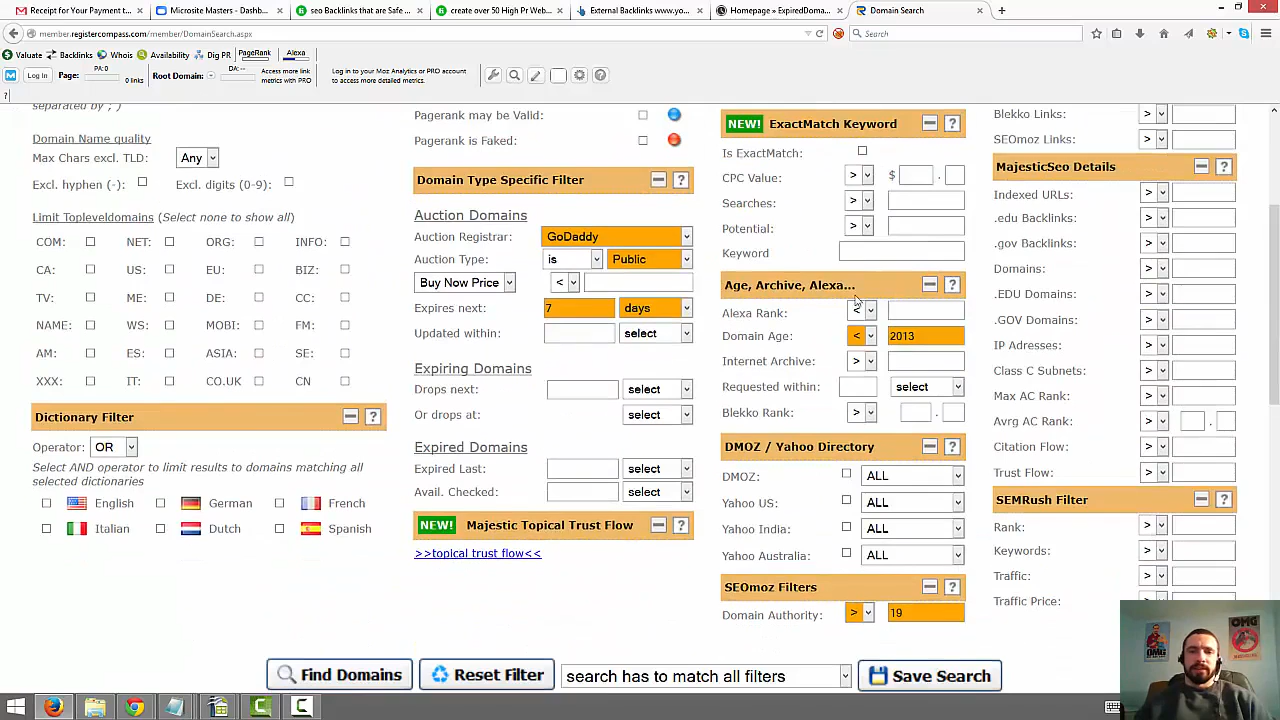 Receipt for Your Payment t...
Microsite Masters - Dashb...
seo Backlinks that are Safe ...
create over 50 High Pr Web...
External Backlinks www.yo...
Homepage » ExpiredDoma...
Domain Search
member.registercompass.com/member/DomainSearch.aspx
Search
Valuate
Backlinks
Whois
Availability
Dig PR
PageRank
Alexa
Log In
Page:
PA: 0
0 links
Root Domain:
DA: --
Access more link metrics with PRO
Log in to your Moz Analytics or PRO account to access more detailed metrics.
?
separated by ; )
Domain Name quality
Max Chars excl. TLD: Any
Excl. hyphen (-): Excl. digits (0-9):
Limit Topleveldomains (Select none to show all)
COM: NET: ORG: INFO:
CA: US: EU: BIZ:
TV: ME: DE: CC:
NAME: WS: MOBI: FM:
AM: ES: ASIA: SE:
XXX: IT: CO.UK CN
Dictionary Filter ?
Operator: OR
Select AND operator to limit results to domains matching all
selected dictionaries
English German French
Italian Dutch Spanish
Pagerank may be Valid:
Pagerank is Faked:
Domain Type Specific Filter ?
Auction Domains
Auction Registrar: GoDaddy
Auction Type: is Public
Buy Now Price <
Expires next: 7 days
Updated within: select
Expiring Domains
Drops next: select
Or drops at: select
Expired Domains
Expired Last: select
Avail. Checked: select
NEW! Majestic Topical Trust Flow ?
>>topical trust flow<<
NEW! ExactMatch Keyword ?
Is ExactMatch:
CPC Value: > $ .
Searches: >
Potential: >
Keyword
Age, Archive, Alexa... ?
Alexa Rank: <
Domain Age: < 2013
Internet Archive: >
Requested within: select
Blekko Rank: > .
DMOZ / Yahoo Directory ?
DMOZ: ALL
Yahoo US: ALL
Yahoo India: ALL
Yahoo Australia: ALL
SEOmoz Filters ?
Domain Authority: > 19
Blekko Links: >
SEOmoz Links: >
MajesticSeo Details ?
Indexed URLs: >
.edu Backlinks: >
.gov Backlinks: >
Domains: >
.EDU Domains: >
.GOV Domains: >
IP Adresses: >
Class C Subnets: >
Max AC Rank: >
Avrg AC Rank: > .
Citation Flow: >
Trust Flow: >
SEMRush Filter ?
Rank: >
Keywords: >
Traffic: >
Traffic Price: >
Find Domains
Reset Filter
search has to match all filters
Save Search
OMG
OMG